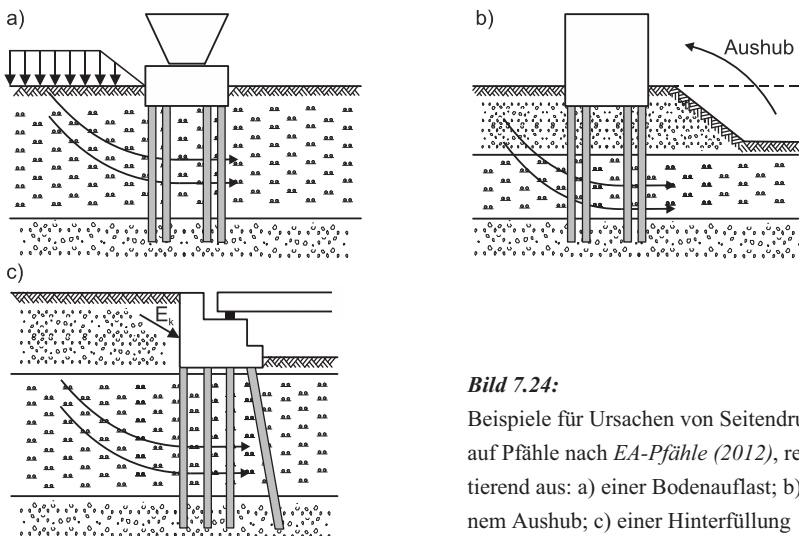 a)
b)
Aushub
c)
E_k
Bild 7.24:
Beispiele für Ursachen von Seitendru
auf Pfähle nach EA-Pfähle (2012), re
tierend aus: a) einer Bodenauflast; b)
nem Aushub; c) einer Hinterfüllung